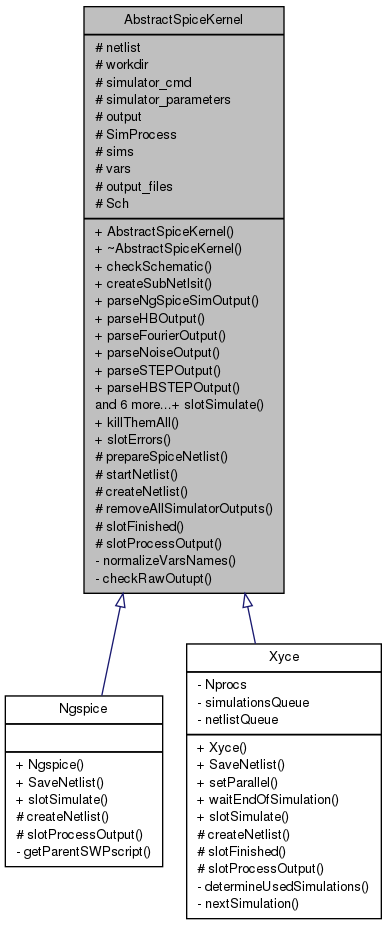 AbstractSpiceKernel
# netlist
# workdir
# simulator_cmd
# simulator_parameters
# output
# SimProcess
# sims
# vars
# output_files
# Sch
+ AbstractSpiceKernel()
+ ~AbstractSpiceKernel()
+ checkSchematic()
+ createSubNetlsit()
+ parseNgSpiceSimOutput()
+ parseHBOutput()
+ parseFourierOutput()
+ parseNoiseOutput()
+ parseSTEPOutput()
+ parseHBSTEPOutput()
and 6 more...+ slotSimulate()
+ killThemAll()
+ slotErrors()
# prepareSpiceNetlist()
# startNetlist()
# createNetlist()
# removeAllSimulatorOutputs()
# slotFinished()
# slotProcessOutput()
- normalizeVarsNames()
- checkRawOutupt()
Ngspice
+ Ngspice()
+ SaveNetlist()
+ slotSimulate()
# createNetlist()
# slotProcessOutput()
- getParentSWPscript()
Xyce
- Nprocs
- simulationsQueue
- netlistQueue
+ Xyce()
+ SaveNetlist()
+ setParallel()
+ waitEndOfSimulation()
+ slotSimulate()
# createNetlist()
# slotFinished()
# slotProcessOutput()
- determineUsedSimulations()
- nextSimulation()